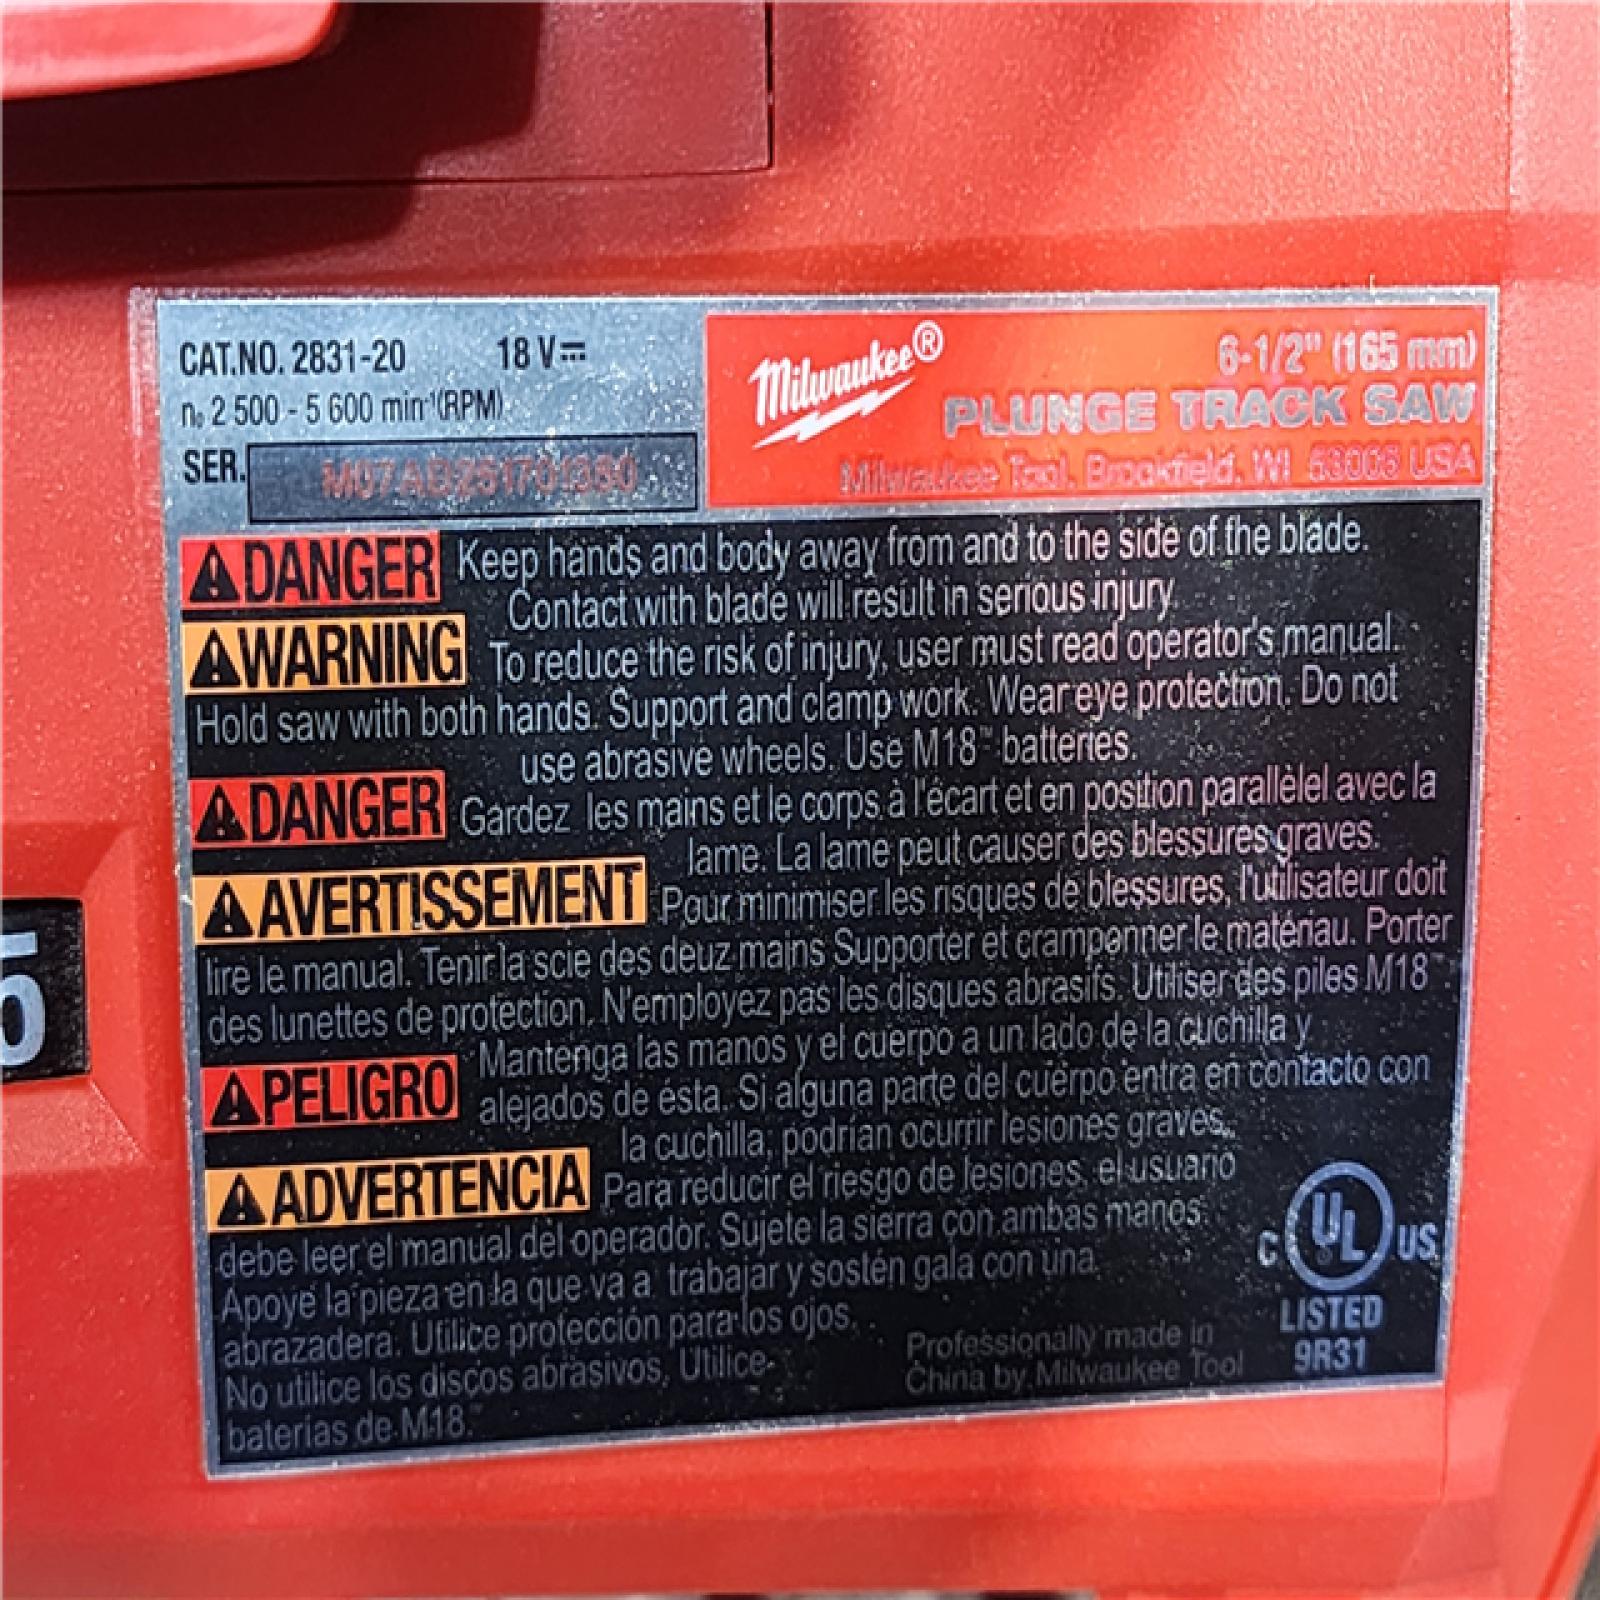 CAT.NO. 2831-20 18 V⎓
n₀ 2 500 - 5 600 min⁻¹(RPM)
SER.
Milwaukee®
6-1/2" (165 mm)
PLUNGE TRACK SAW
Milwaukee Tool, Brookfield, WI 53005 USA
⚠DANGER Keep hands and body away from and to the side of the blade.
Contact with blade will result in serious injury.
⚠WARNING To reduce the risk of injury, user must read operator's manual.
Hold saw with both hands. Support and clamp work. Wear eye protection. Do not
use abrasive wheels. Use M18™ batteries.
⚠DANGER Gardez les mains et le corps à l'écart et en position parallèlel avec la
lame. La lame peut causer des blessures graves.
⚠AVERTISSEMENT Pour minimiser les risques de blessures, l'utilisateur doit
lire le manual. Tenir la scie des deuz mains Supporter et cramponner le matériau. Porter
des lunettes de protection. N'employez pas les disques abrasifs. Utiliser des piles M18™.
⚠PELIGRO Mantenga las manos y el cuerpo a un lado de la cuchilla y
alejados de ésta. Si alguna parte del cuerpo entra en contacto con
la cuchilla, podrían ocurrir lesiones graves.
⚠ADVERTENCIA Para reducir el riesgo de lesiones, el usuario
debe leer el manual del operador. Sujete la sierra con ambas manos.
Apoye la pieza en la que va a trabajar y sostén gala con una
abrazadera. Utilice protección para los ojos.
No utilice los discos abrasivos. Utilice
baterías de M18.™
Professionally made in
China by Milwaukee Tool
C UL US
®
LISTED
9R31
5